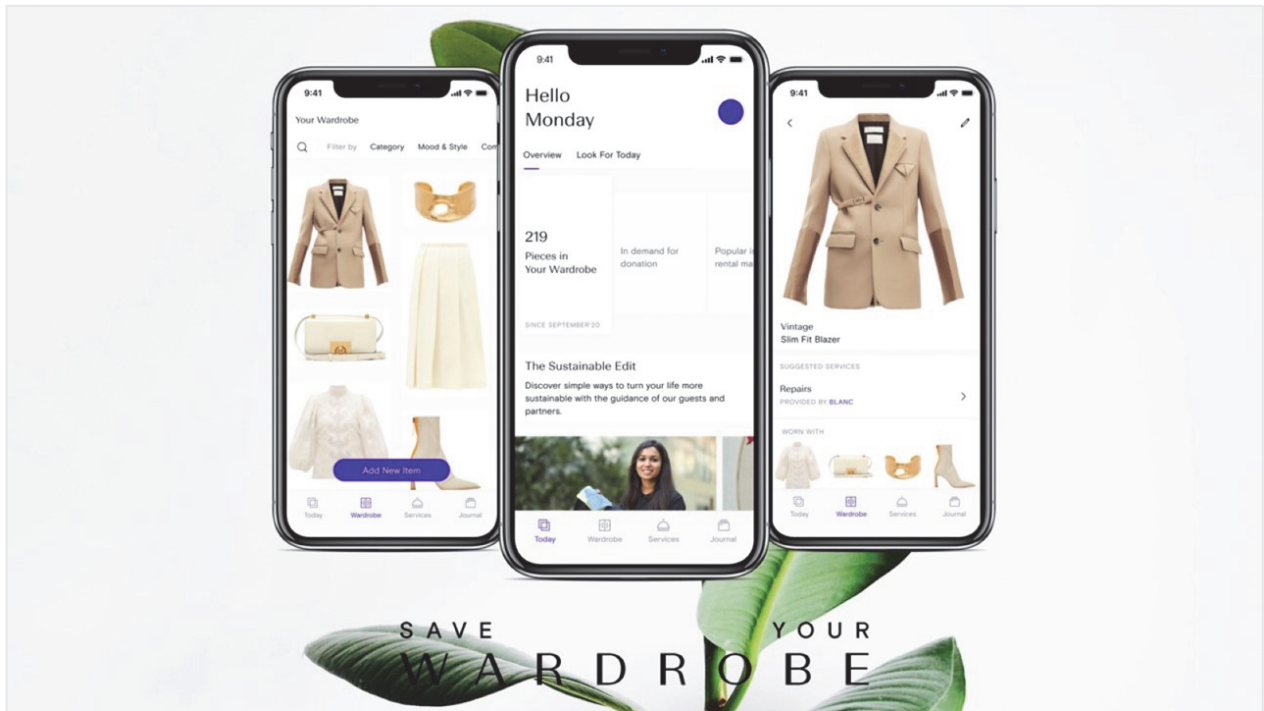 9:41
Your Wardrobe
Filter by Category Mood & Style
Add New Item
Today Wardrobe Services Journal
9:41
Hello
Monday
Overview Look For Today
219
Pieces in
Your Wardrobe
SINCE SEPTEMBER'20
In demand for
donation
Popular
rental
The Sustainable Edit
Discover simple ways to turn your life more
sustainable with the guidance of our guests and
partners.
Today Wardrobe Services Journal
9:41
Vintage
Slim Fit Blazer
SUGGESTED SERVICES
Repairs
PROVIDED BY BLANC
WORN WITH
Today Wardrobe Services Journal
SAVE YOUR
WARDROBE